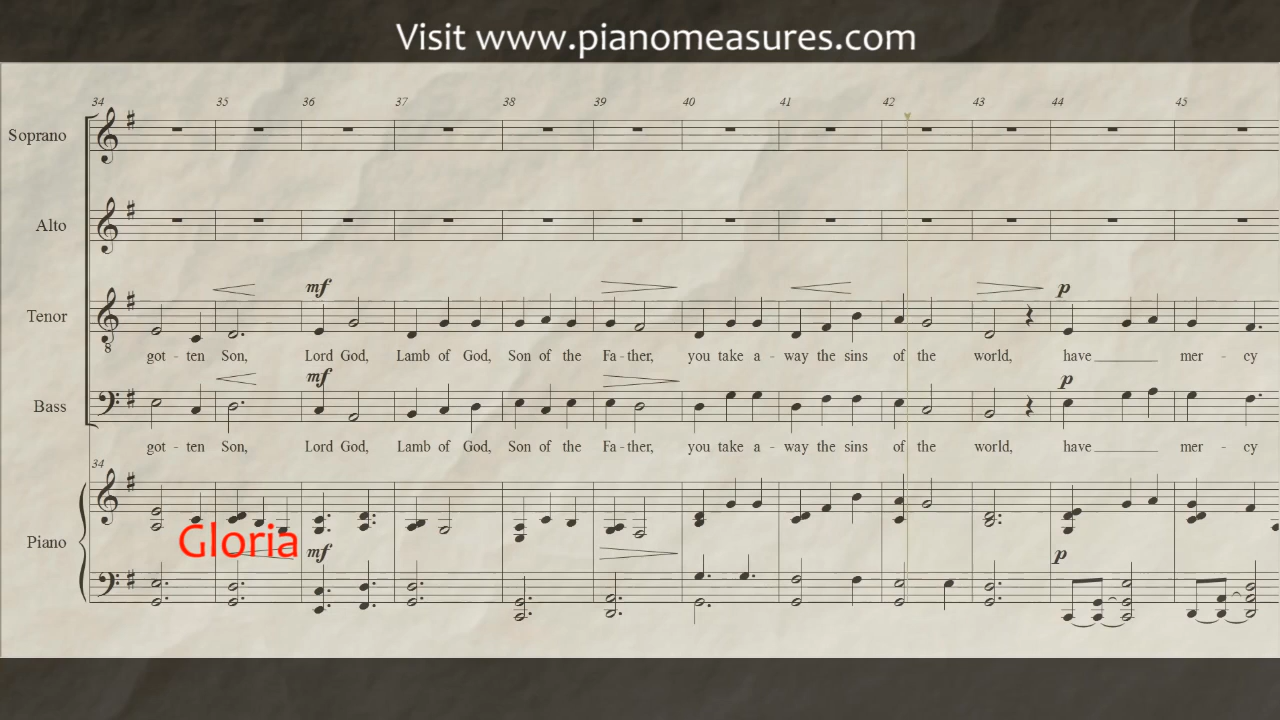 Visit www.pianomeasures.com
34 35 36 37 38 39 40 41 42 43 44 45
Soprano
Alto
mf p
Tenor
8
got - ten Son, Lord God, Lamb of God, Son of the Fa - ther, you take a - way the sins of the world, have mer - cy
mf p
Bass
got - ten Son, Lord God, Lamb of God, Son of the Fa - ther, you take a - way the sins of the world, have mer - cy
34
Piano
Gloria
mf p